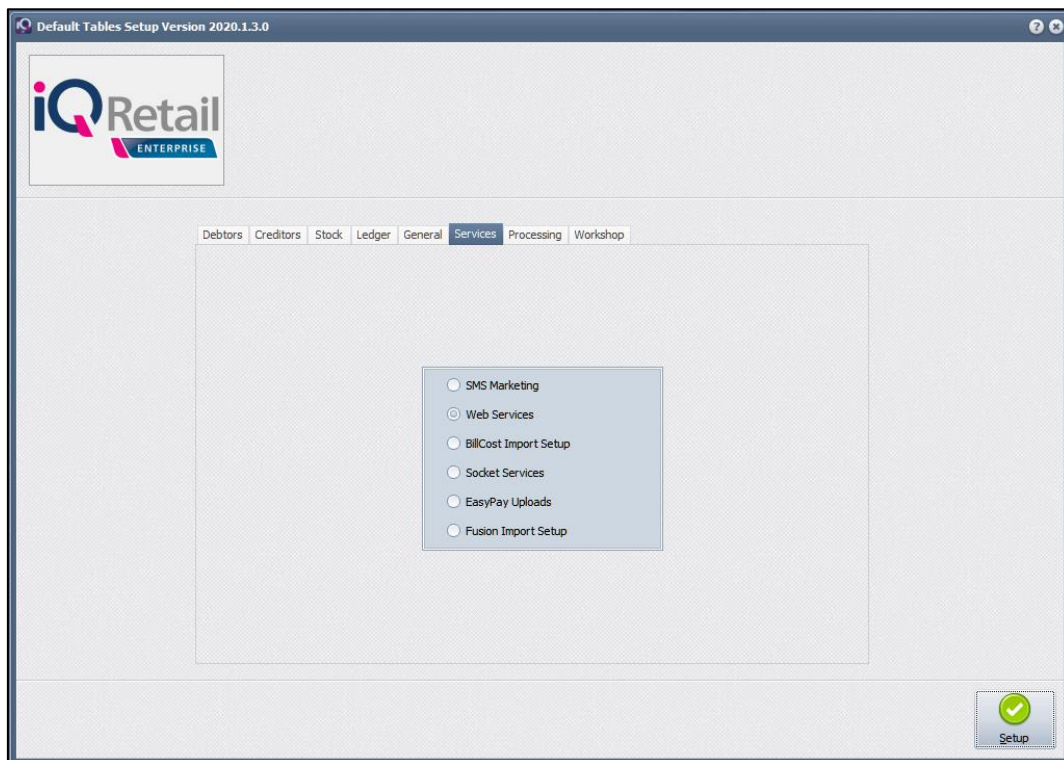 Default Tables Setup Version 2020.1.3.0
iQ Retail
ENTERPRISE
Debtors Creditors Stock Ledger General Services Processing Workshop
SMS Marketing
Web Services
BillCost Import Setup
Socket Services
EasyPay Uploads
Fusion Import Setup
Setup